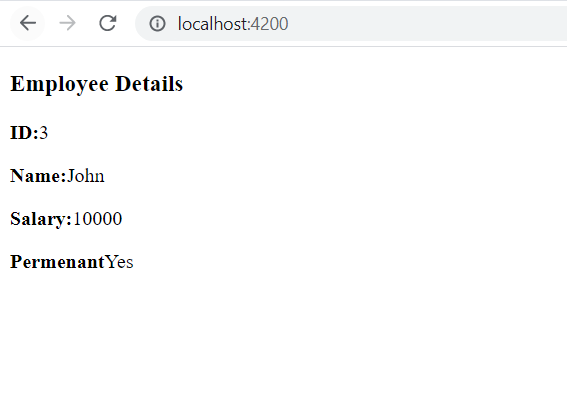 localhost:4200
Employee Details
ID:3
Name:John
Salary:10000
PermenantYes